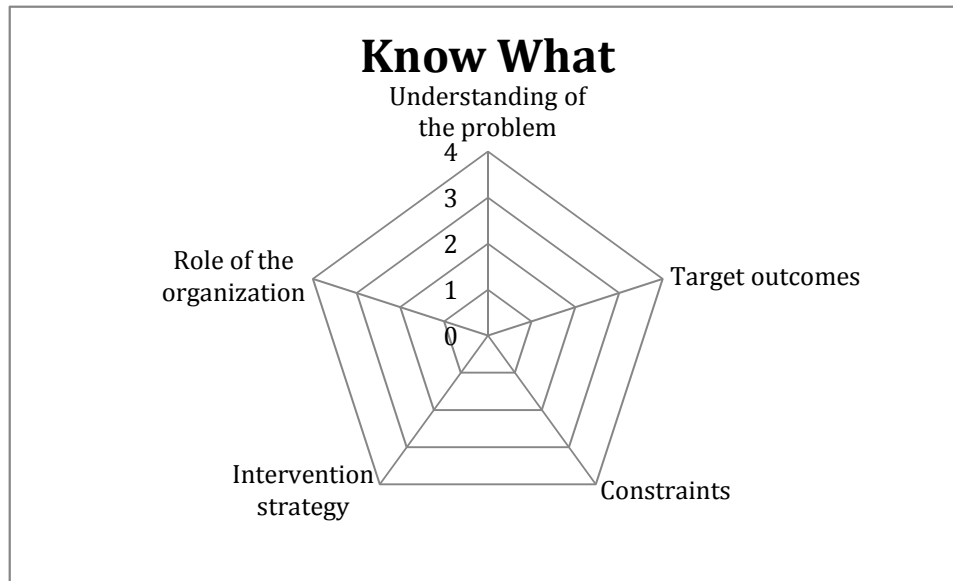 Know What
Understanding of
the problem
4
3
2
1
0
Role of the
organization
Target outcomes
Intervention
strategy
Constraints